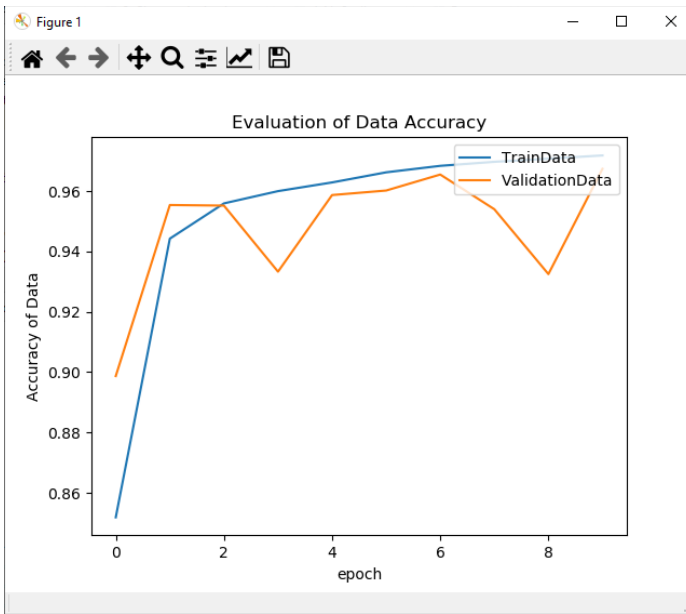 Figure 1
Evaluation of Data Accuracy
TrainData
ValidationData
Accuracy of Data
0.96
0.94
0.92
0.90
0.88
0.86
0 2 4 6 8
epoch